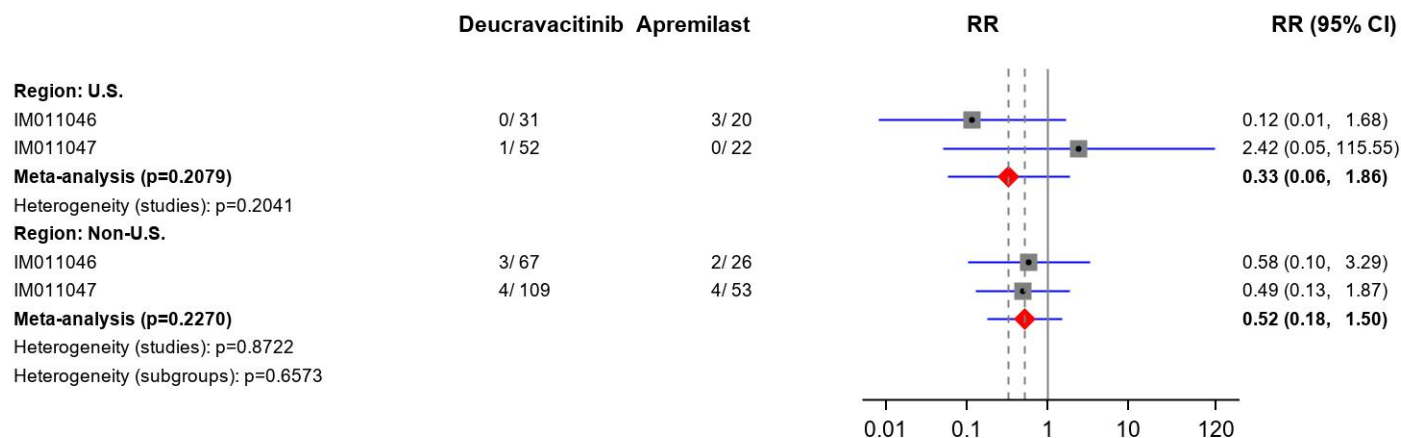 Deucravacitinib Apremilast RR RR (95% CI)
Region: U.S.
IM011046 0/ 31 3/ 20 0.12 (0.01, 1.68)
IM011047 1/ 52 0/ 22 2.42 (0.05, 115.55)
Meta-analysis (p=0.2079) 0.33 (0.06, 1.86)
Heterogeneity (studies): p=0.2041
Region: Non-U.S.
IM011046 3/ 67 2/ 26 0.58 (0.10, 3.29)
IM011047 4/ 109 4/ 53 0.49 (0.13, 1.87)
Meta-analysis (p=0.2270) 0.52 (0.18, 1.50)
Heterogeneity (studies): p=0.8722
Heterogeneity (subgroups): p=0.6573
0.01 0.1 1 10 120